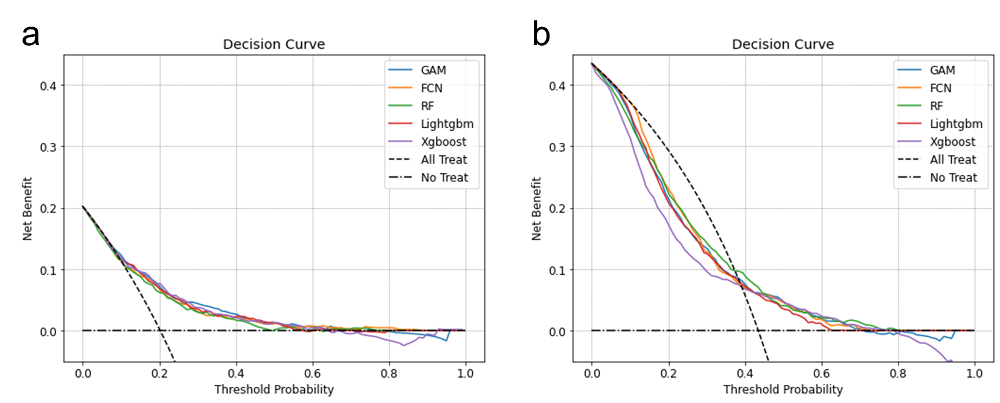 a
Decision Curve
GAM
FCN
RF
Lightgbm
Xgboost
All Treat
No Treat
0.4
0.3
0.2
0.1
0.0
Net Benefit
0.0 0.2 0.4 0.6 0.8 1.0
Threshold Probability
b
Decision Curve
GAM
FCN
RF
Lightgbm
Xgboost
All Treat
No Treat
0.4
0.3
0.2
0.1
0.0
Net Benefit
0.0 0.2 0.4 0.6 0.8 1.0
Threshold Probability